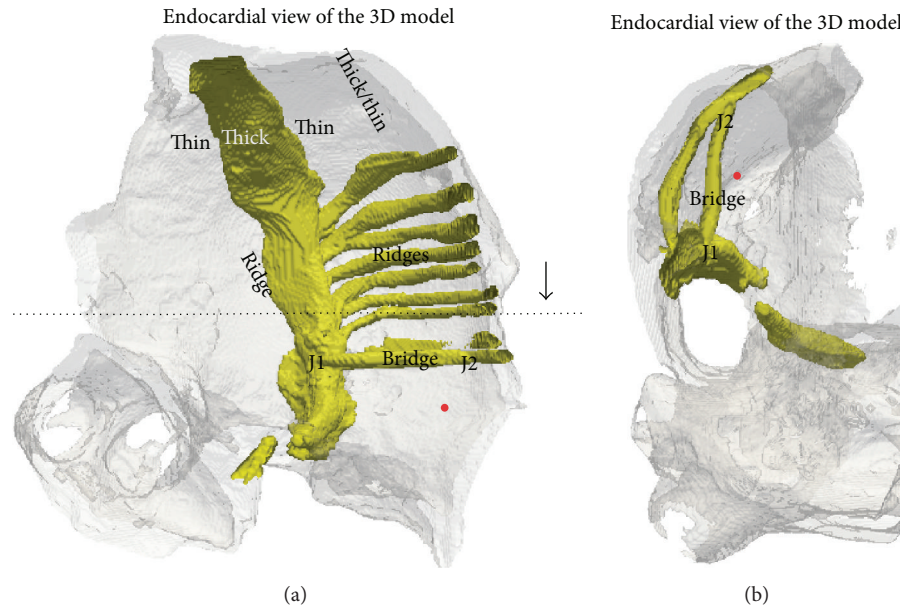 Endocardial view of the 3D model
Thick/thin
Thin
Thick
Thin
Ridge
Ridges
J1
Bridge
J2
(a)
Endocardial view of the 3D model
J2
Bridge
J1
(b)